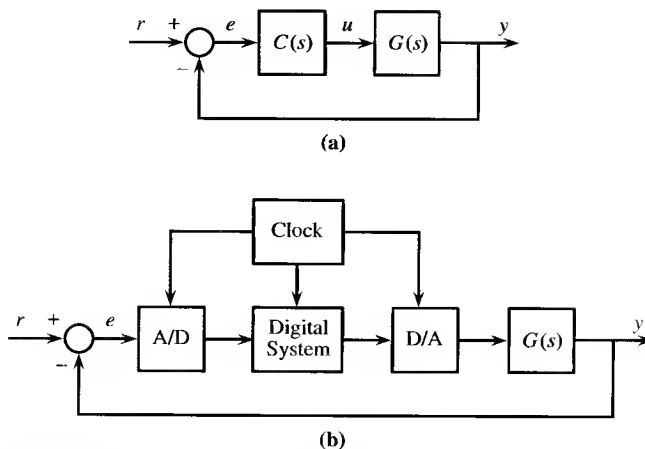 r + e C(s) u G(s) y
−
(a)
Clock
r + e A/D Digital System D/A G(s) y
−
(b)